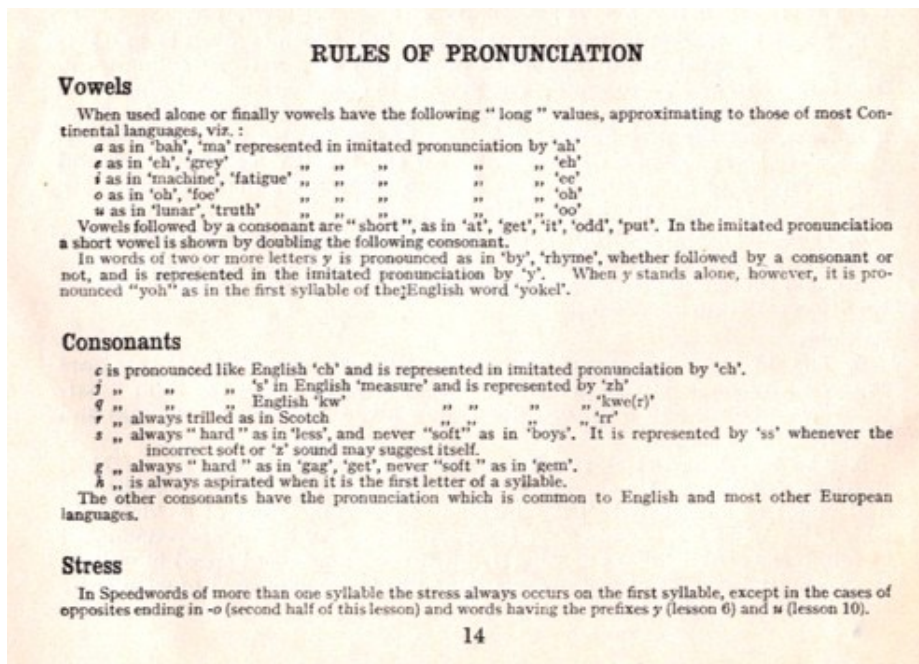 RULES OF PRONUNCIATION
Vowels
When used alone or finally vowels have the following “ long ” values, approximating to those of most Con-
tinental languages, viz. :
a as in ‘bah’, ‘ma’ represented in imitated pronunciation by ‘ah’
e as in ‘eh’, ‘grey’ „ „ „ „ „ ‘eh’
i as in ‘machine’, ‘fatigue’ „ „ „ „ „ ‘ee’
o as in ‘oh’, ‘foe’ „ „ „ „ „ ‘oh’
u as in ‘lunar’, ‘truth’ „ „ „ „ „ ‘oo’
Vowels followed by a consonant are “ short ”, as in ‘at’, ‘get’, ‘it’, ‘odd’, ‘put’. In the imitated pronunciation
a short vowel is shown by doubling the following consonant.
In words of two or more letters y is pronounced as in ‘by’, ‘rhyme’, whether followed by a consonant or
not, and is represented in the imitated pronunciation by ‘y’. When y stands alone, however, it is pro-
nounced “yoh” as in the first syllable of the English word ‘yokel’.
Consonants
c is pronounced like English ‘ch’ and is represented in imitated pronunciation by ‘ch’.
j „ „ „ ‘s’ in English ‘measure’ and is represented by ‘zh’
q „ „ „ English ‘kw’ „ „ „ „ ‘kwe(r)’
r „ always trilled as in Scotch „ „ „ „ ‘rr’
s „ always “ hard ” as in ‘less’, and never “soft” as in ‘boys’. It is represented by ‘ss’ whenever the
incorrect soft or ‘z’ sound may suggest itself.
g „ always “ hard ” as in ‘gag’, ‘get’, never “soft ” as in ‘gem’.
h „ is always aspirated when it is the first letter of a syllable.
The other consonants have the pronunciation which is common to English and most other European
languages.
Stress
In Speedwords of more than one syllable the stress always occurs on the first syllable, except in the cases of
opposites ending in -o (second half of this lesson) and words having the prefixes y (lesson 6) and u (lesson 10).
14